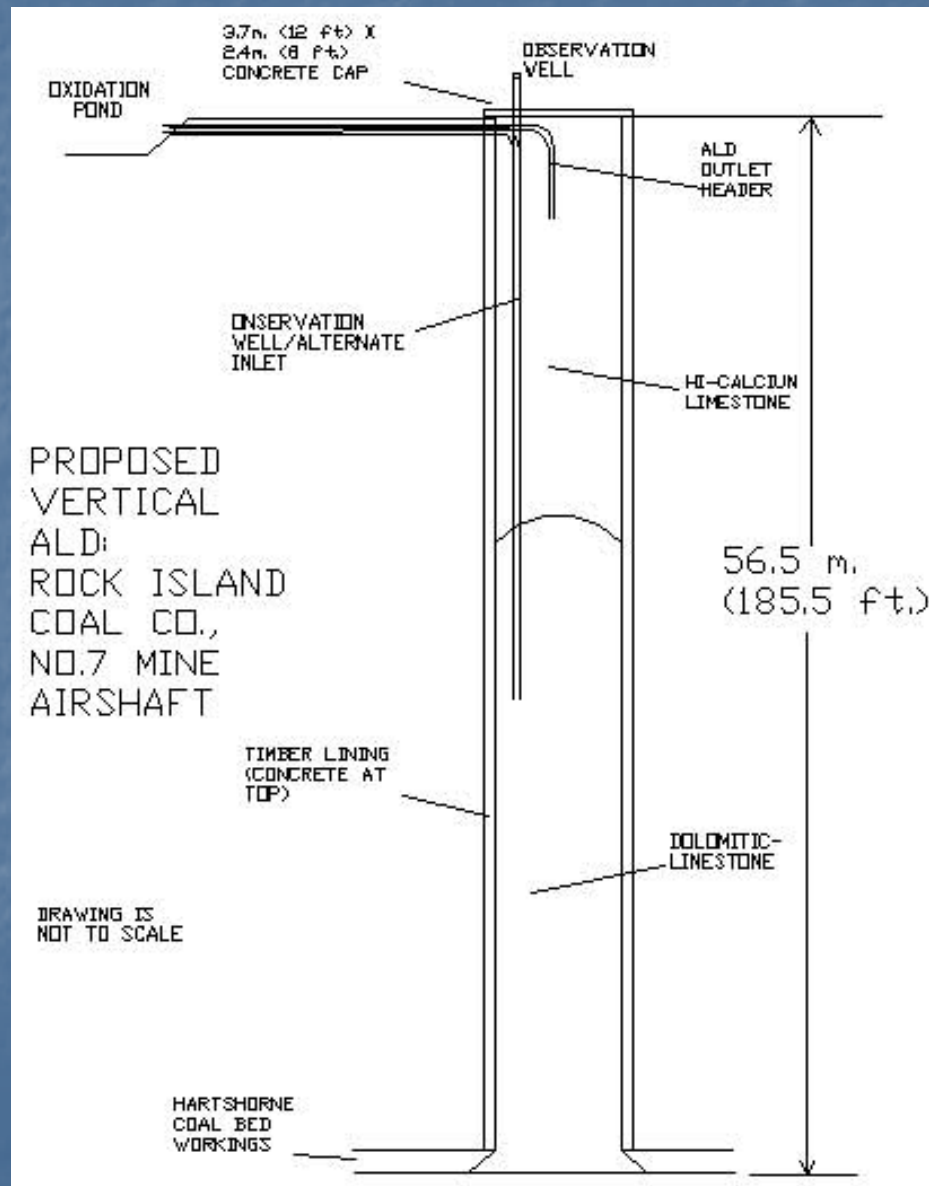 3.7m. (12 ft) X
2.4m. (8 ft)
CONCRETE CAP
OBSERVATION
WELL
OXIDATION
POND
ALD
OUTLET
HEADER
ONSERVATION
WELL/ALTERNATE
INLET
HI-CALCIUN
LIMESTONE
PROPOSED
VERTICAL
ALD:
ROCK ISLAND
COAL CO.,
NO.7 MINE
AIRSHAFT
56.5 m.
(185.5 ft.)
TIMBER LINING
(CONCRETE AT
TOP)
DOLOMITIC-
LINESTONE
DRAWING IS
NOT TO SCALE
HARTSHORNE
COAL BED
WORKINGS